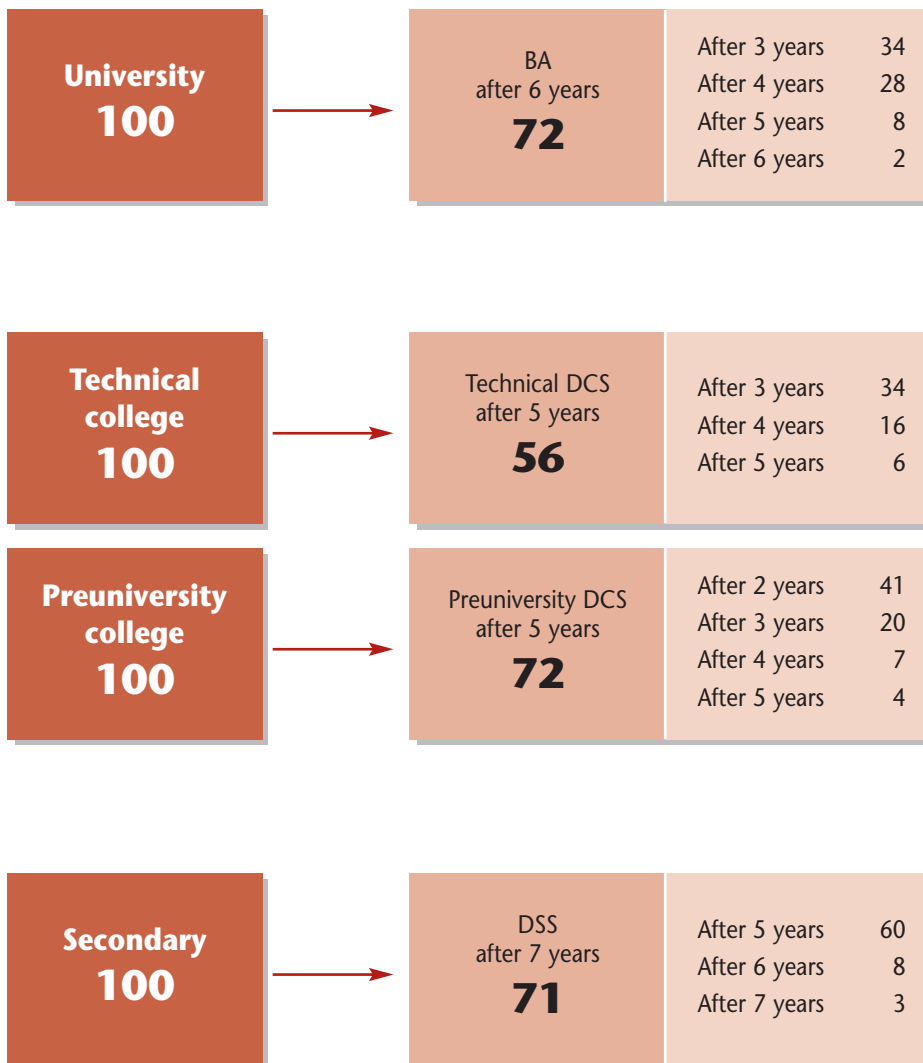 University
100
BA
after 6 years
72
After 3 years 34
After 4 years 28
After 5 years 8
After 6 years 2
Technical
college
100
Technical DCS
after 5 years
56
After 3 years 34
After 4 years 16
After 5 years 6
Preuniversity
college
100
Preuniversity DCS
after 5 years
72
After 2 years 41
After 3 years 20
After 4 years 7
After 5 years 4
Secondary
100
DSS
after 7 years
71
After 5 years 60
After 6 years 8
After 7 years 3